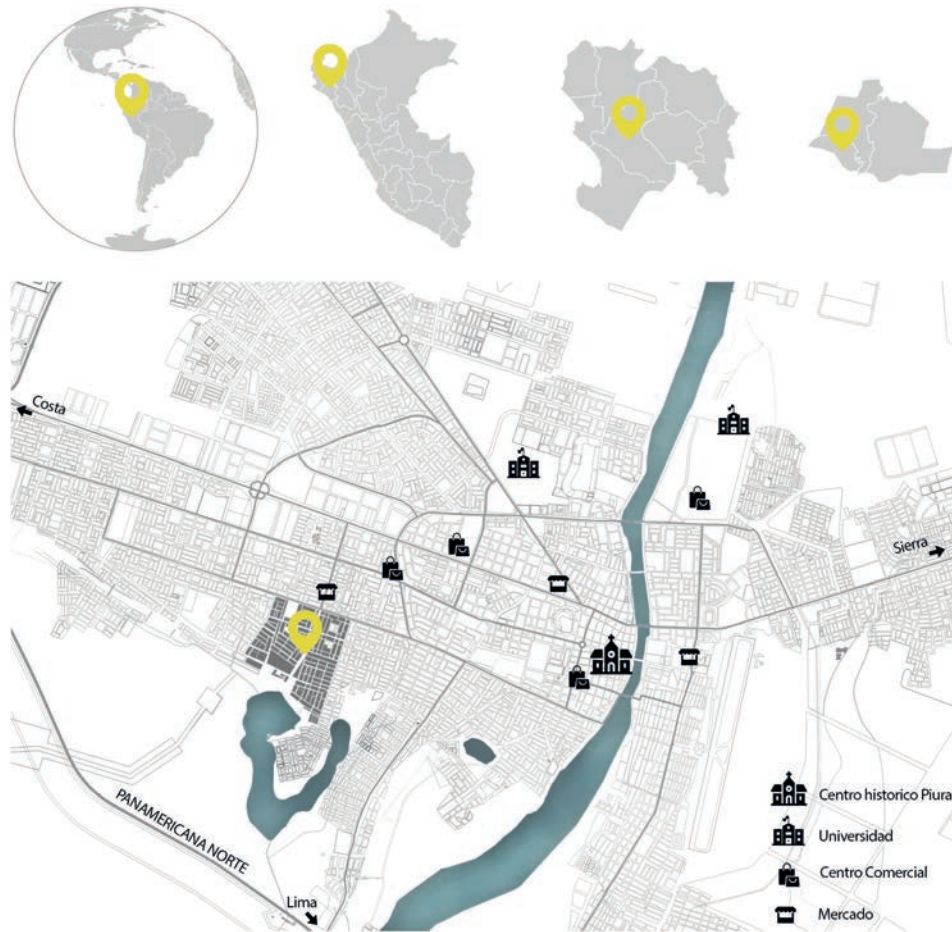 Costa
Sierra
PANAMERICANA NORTE
Lima
Centro historico Piura
Universidad
Centro Comercial
Mercado